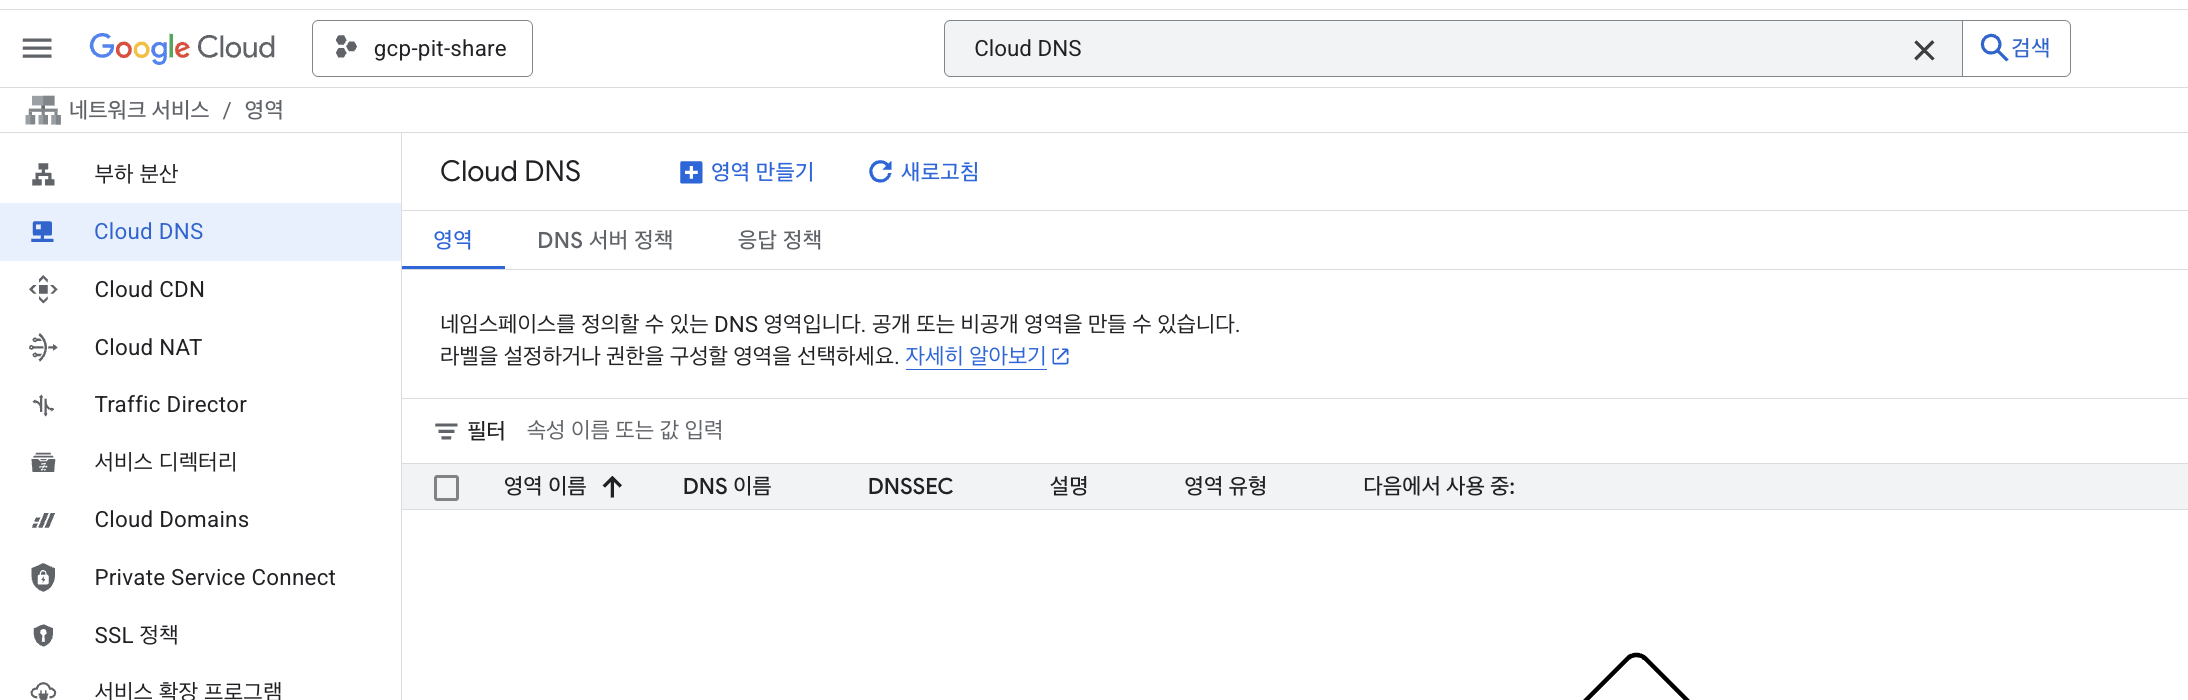 Google Cloud
gcp-pit-share
Cloud DNS
검색
네트워크 서비스 / 영역
부하 분산
Cloud DNS
Cloud CDN
Cloud NAT
Traffic Director
서비스 디렉터리
Cloud Domains
Private Service Connect
SSL 정책
서비스 확장 프로그램
Cloud DNS
영역 만들기
새로고침
영역
DNS 서버 정책
응답 정책
네임스페이스를 정의할 수 있는 DNS 영역입니다. 공개 또는 비공개 영역을 만들 수 있습니다.
라벨을 설정하거나 권한을 구성할 영역을 선택하세요. 자세히 알아보기
필터 속성 이름 또는 값 입력
영역 이름 DNS 이름 DNSSEC 설명 영역 유형 다음에서 사용 중: